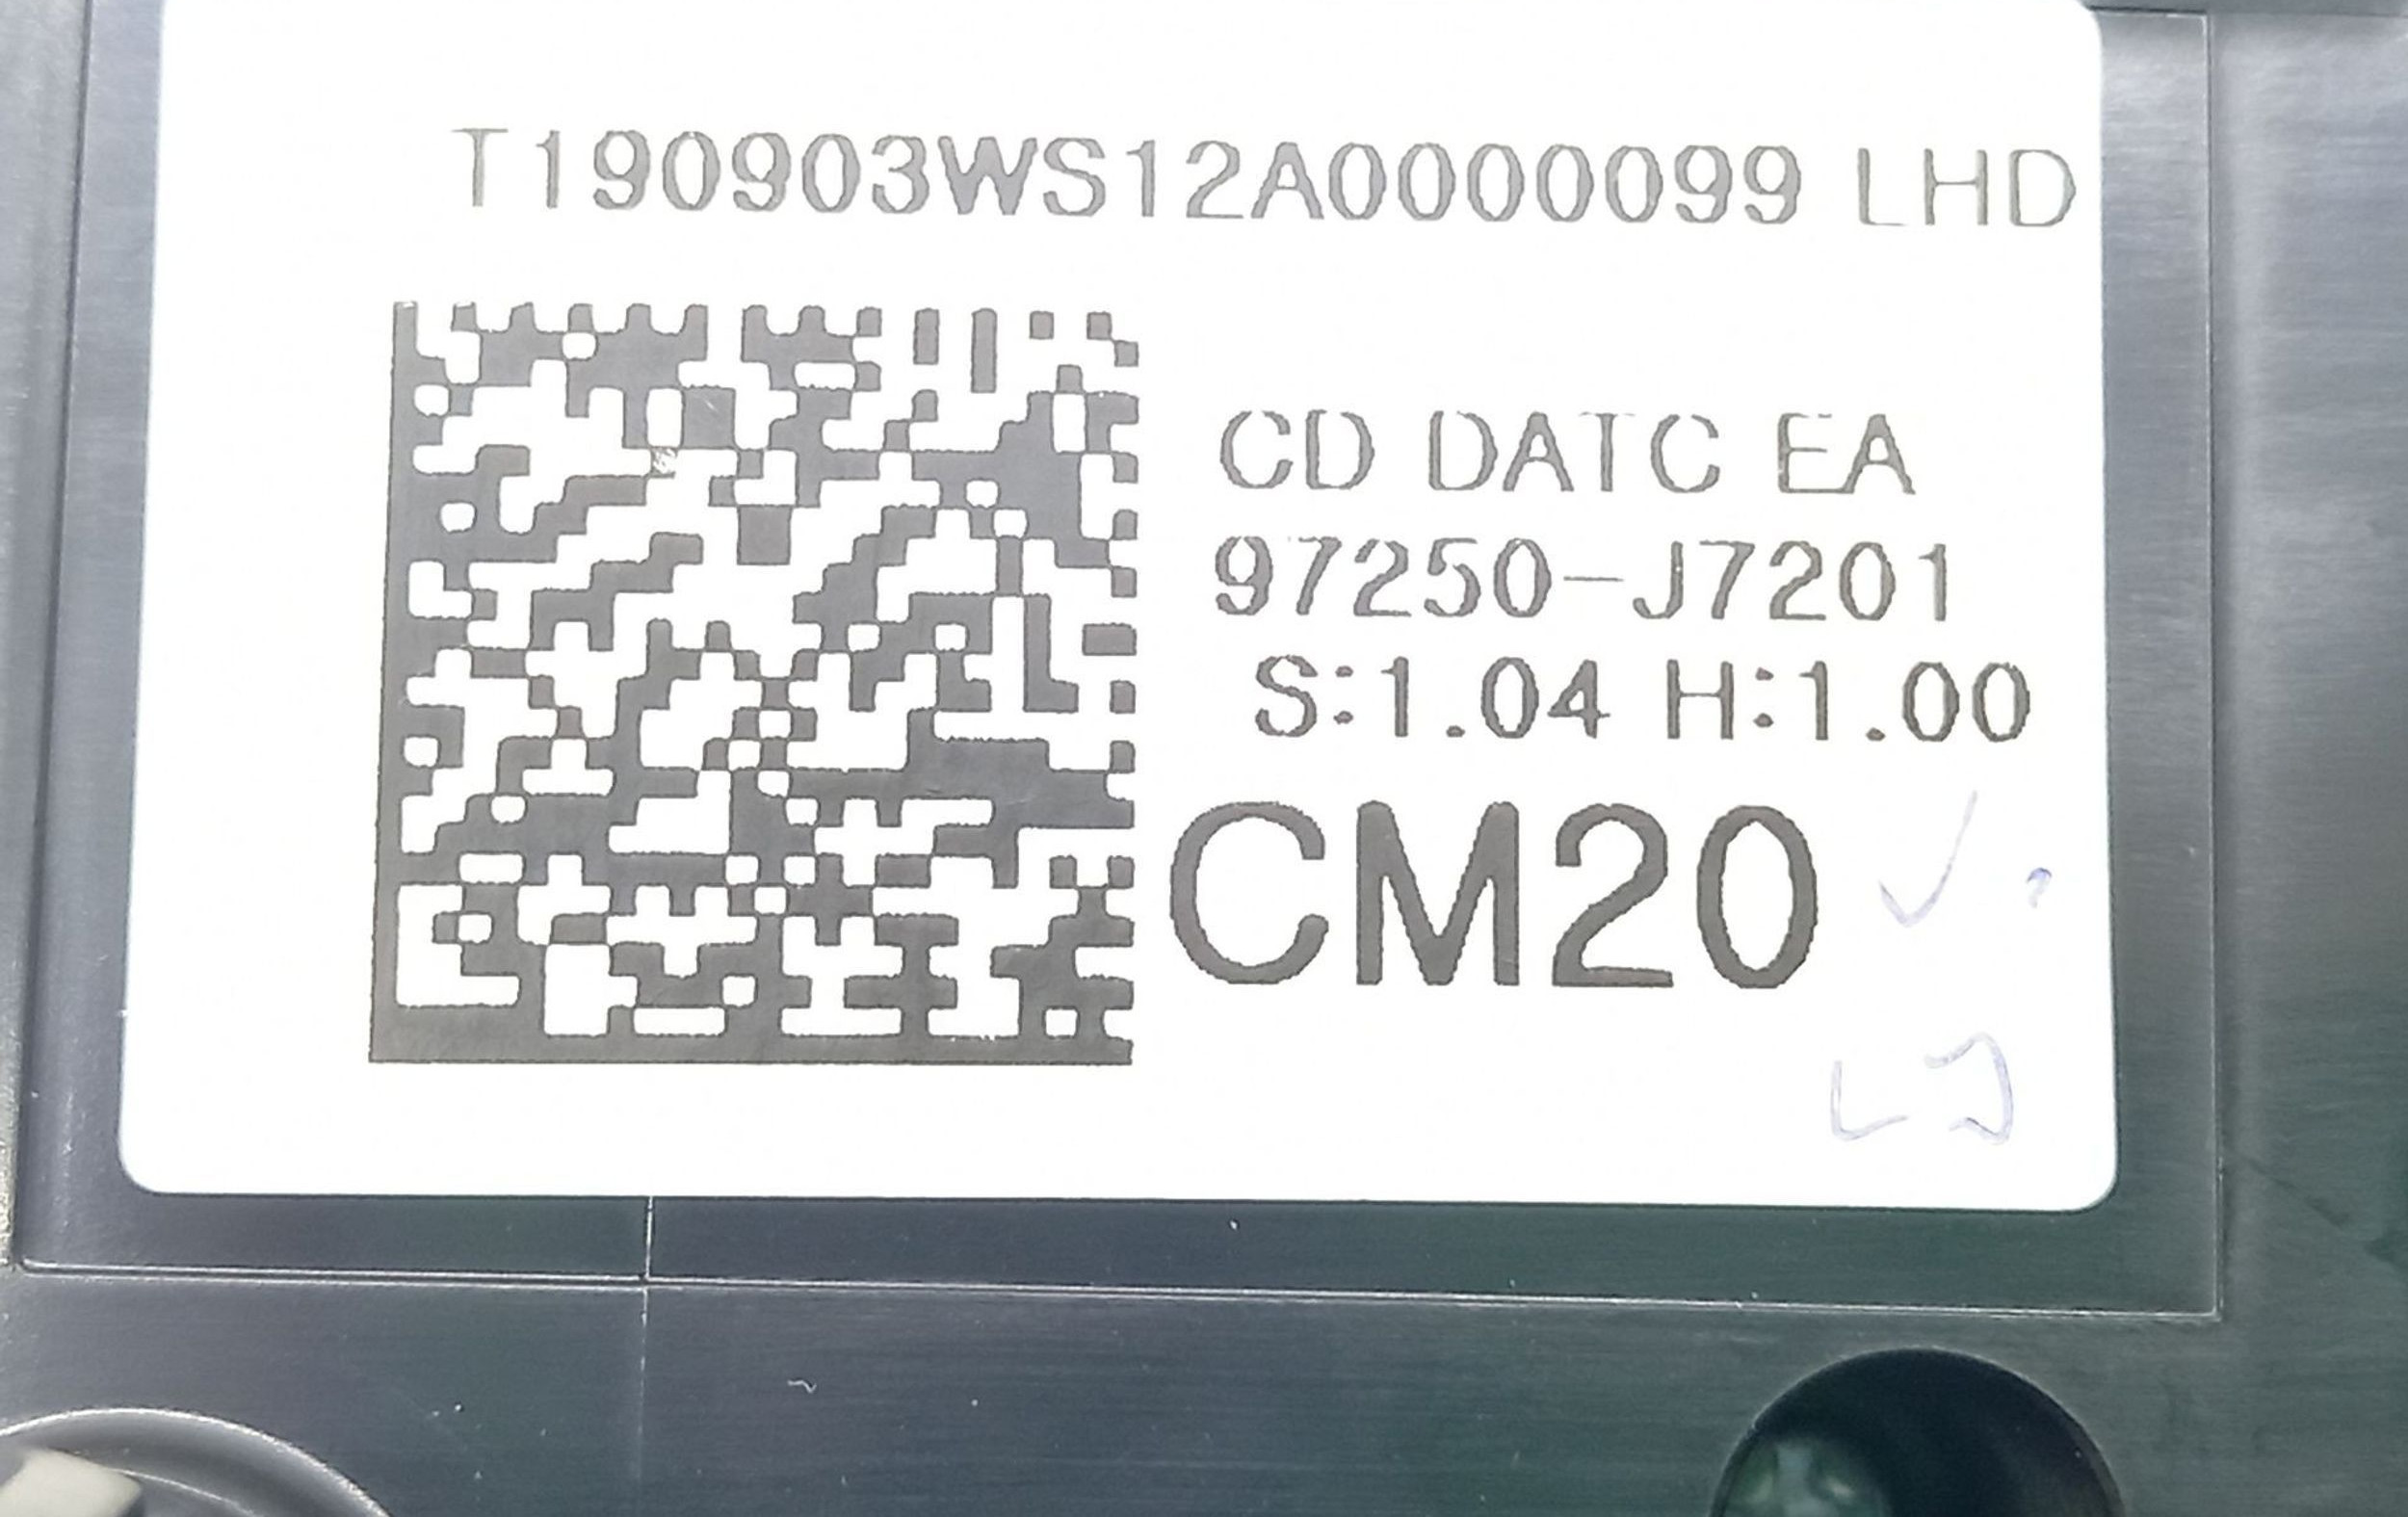 T190903WS12A0000099 LHD
CD DATC EA
97250-J7201
S:1.04 H:1.00
CM20